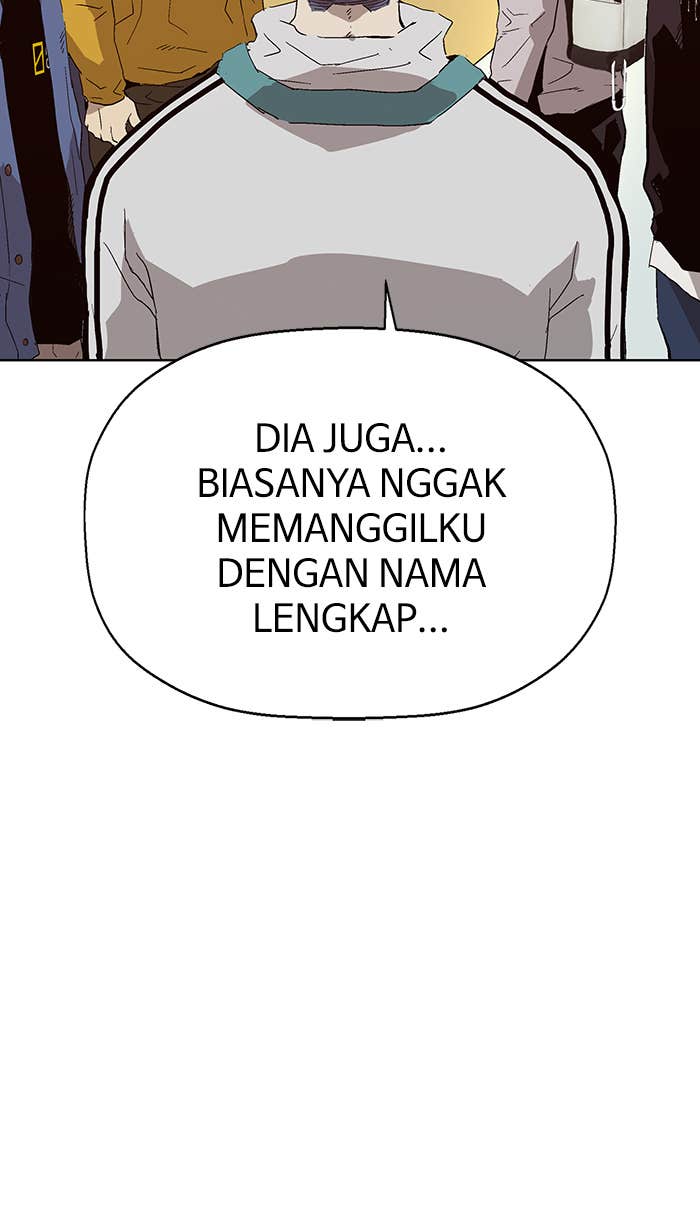 DIA JUGA...
BIASANYA NGGAK
MEMANGGILKU
DENGAN NAMA
LENGKAP...